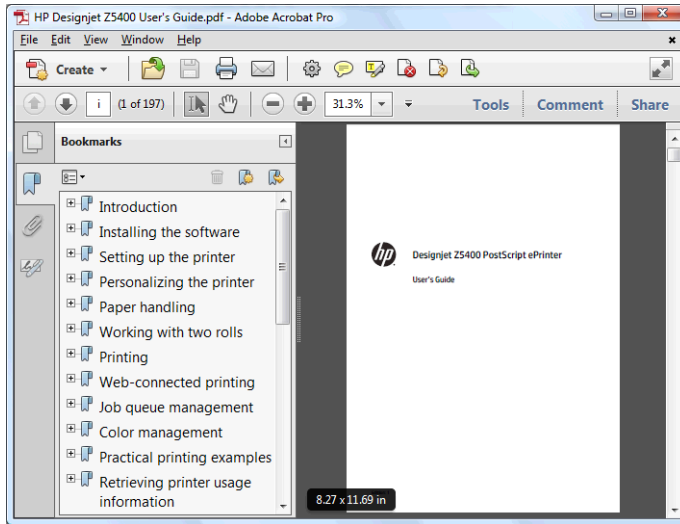 HP Designjet Z5400 User's Guide.pdf - Adobe Acrobat Pro
File Edit View Window Help
Create
i (1 of 197) 31.3% Tools Comment Share
Bookmarks
Introduction
Installing the software
Setting up the printer
Personalizing the printer
Paper handling
Working with two rolls
Printing
Web-connected printing
Job queue management
Color management
Practical printing examples
Retrieving printer usage
information
hp
Designjet Z5400 PostScript ePrinter
User's Guide
8.27 x 11.69 in